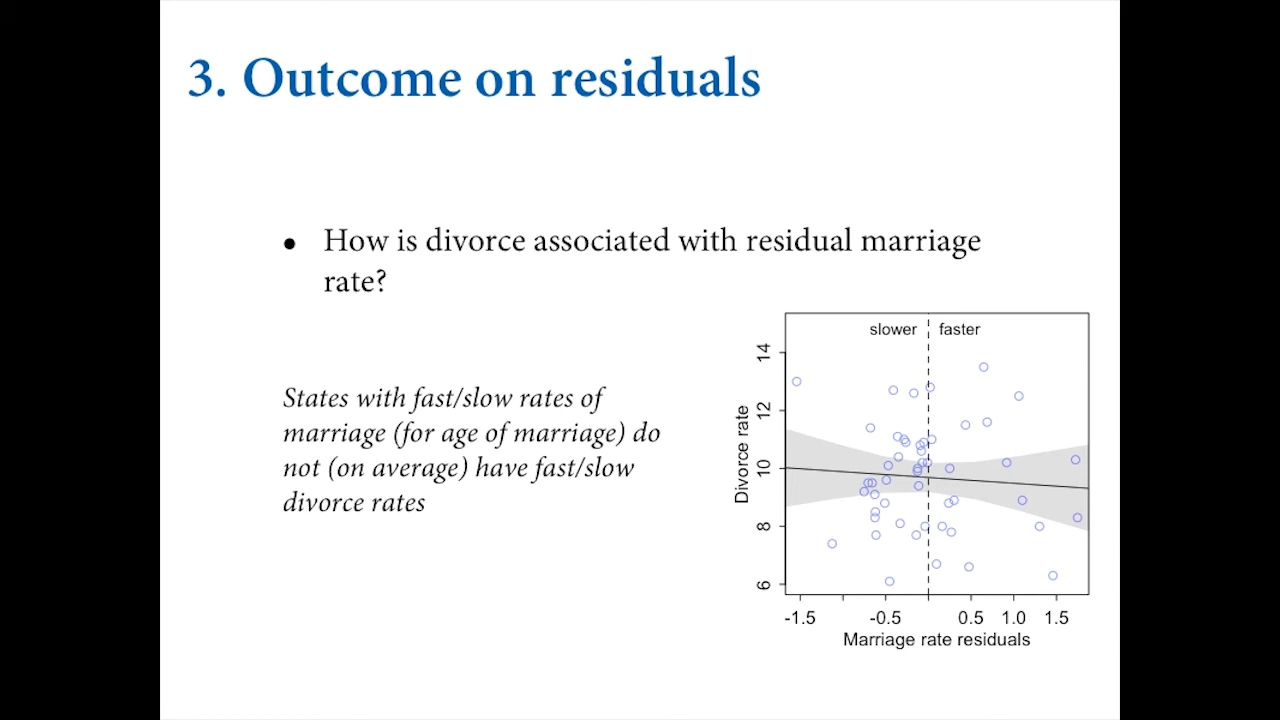 3. Outcome on residuals
• How is divorce associated with residual marriage
rate?
States with fast/slow rates of
marriage (for age of marriage) do
not (on average) have fast/slow
divorce rates
slower faster
14
12
10
8
6
Divorce rate
-1.5 -0.5 0.5 1.0 1.5
Marriage rate residuals